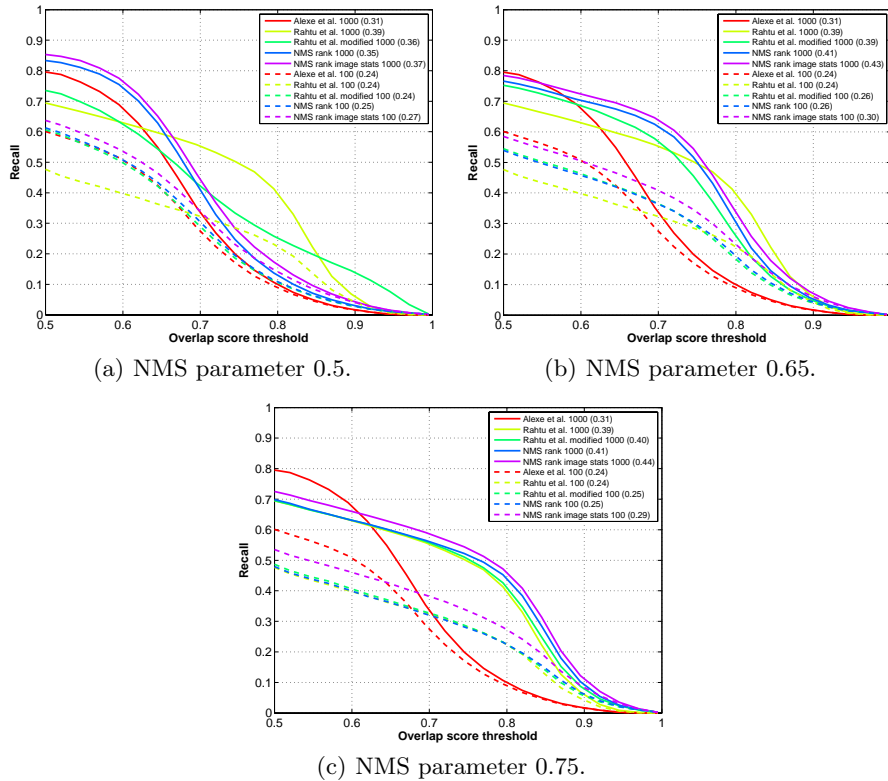 1
0.9
0.8
0.7
0.6
0.5
0.4
0.3
0.2
0.1
0
Recall
0.5 0.6 0.7 0.8 0.9 1
Overlap score threshold
Alexe et al. 1000 (0.31)
Rahtu et al. 1000 (0.39)
Rahtu et al. modified 1000 (0.36)
NMS rank 1000 (0.35)
NMS rank image stats 1000 (0.37)
Alexe et al. 100 (0.24)
Rahtu et al. 100 (0.24)
Rahtu et al. modified 100 (0.24)
NMS rank 100 (0.25)
NMS rank image stats 100 (0.27)
(a) NMS parameter 0.5.
1
0.9
0.8
0.7
0.6
0.5
0.4
0.3
0.2
0.1
0
Recall
0.5 0.6 0.7 0.8 0.9
Overlap score threshold
Alexe et al. 1000 (0.31)
Rahtu et al. 1000 (0.39)
Rahtu et al. modified 1000 (0.39)
NMS rank 1000 (0.41)
NMS rank image stats 1000 (0.43)
Alexe et al. 100 (0.24)
Rahtu et al. 100 (0.24)
Rahtu et al. modified 100 (0.26)
NMS rank 100 (0.26)
NMS rank image stats 100 (0.30)
(b) NMS parameter 0.65.
1
0.9
0.8
0.7
0.6
0.5
0.4
0.3
0.2
0.1
0
Recall
0.5 0.6 0.7 0.8 0.9 1
Overlap score threshold
Alexe et al. 1000 (0.31)
Rahtu et al. 1000 (0.39)
Rahtu et al. modified 1000 (0.40)
NMS rank 1000 (0.41)
NMS rank image stats 1000 (0.44)
Alexe et al. 100 (0.24)
Rahtu et al. 100 (0.24)
Rahtu et al. modified 100 (0.25)
NMS rank 100 (0.25)
NMS rank image stats 100 (0.29)
(c) NMS parameter 0.75.